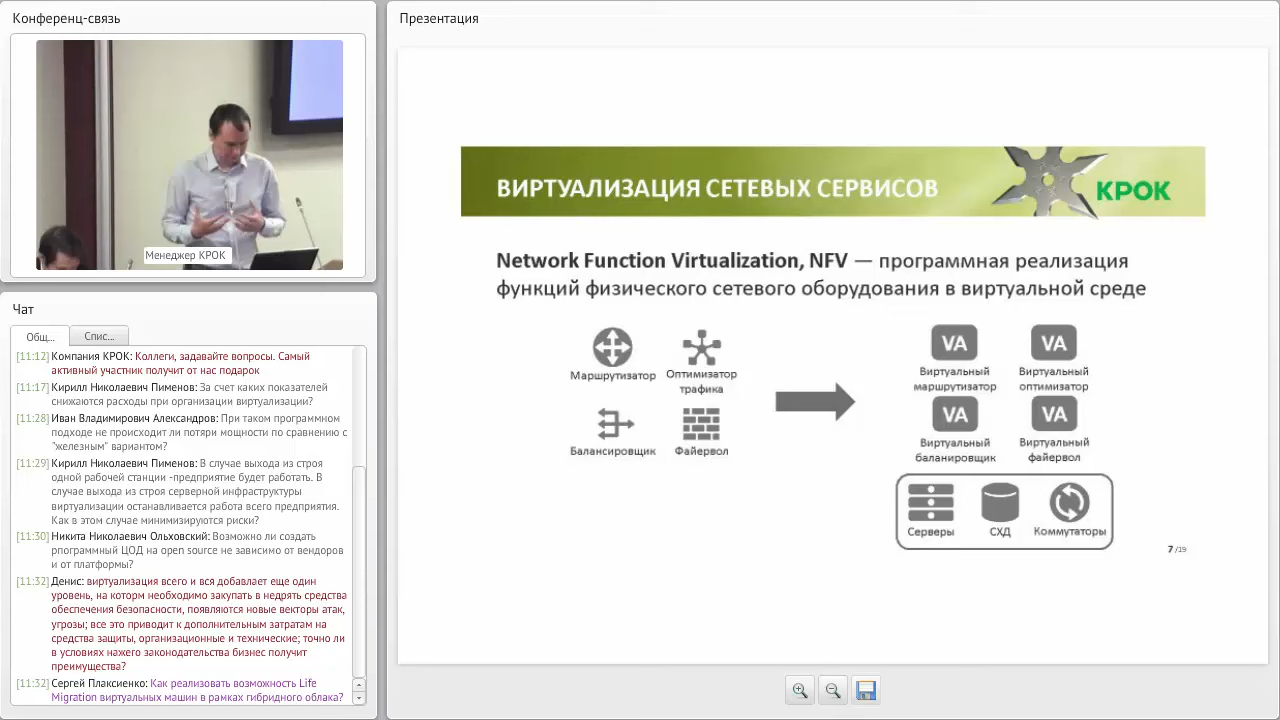 Конференц-связь
Менеджер КРОК
Чат
Общ...
Спис...
[11:12] Компания КРОК: Коллеги, задавайте вопросы. Самый
активный участник получит от нас подарок
[11:17] Кирилл Николаевич Пименов: За счет каких показателей
снижаются расходы при организации виртуализации?
[11:28] Иван Владимирович Александров: При таком программном
подходе не происходит ли потяри мощности по сравнению с
"железным" вариантом?
[11:29] Кирилл Николаевич Пименов: В случае выхода из строя
одной рабочей станции -предприятие будет работать. В
случае выхода из строя серверной инфраструктуры
виртуализации останавливается работа всего предприятия.
Как в этом случае минимизируются риски?
[11:30] Никита Николаевич Ольховский: Возможно ли создать
рпограммный ЦОД на open source не зависимо от вендоров
и от платформы?
[11:32] Денис: виртуализация всего и вся добавляет еще один
уровень, на которм необходимо закупать в недрять средства
обеспечения безопасности, появляются новые векторы атак,
угрозы; все это приводит к дополнительным затратам на
средства защиты, организационные и технические; точно ли
в условиях нажего законодательства бизнес получит
преимущества?
[11:32] Сергей Плаксиенко: Как реализовать возможность Life
Migration виртуальных машин в рамках гибридного облака?
Презентация
ВИРТУАЛИЗАЦИЯ СЕТЕВЫХ СЕРВИСОВ
КРОК
Network Function Virtualization, NFV — программная реализация
функций физического сетевого оборудования в виртуальной среде
Маршрутизатор
Оптимизатор
трафика
Балансировщик
Файервол
VA
Виртуальный
маршрутизатор
VA
Виртуальный
оптимизатор
VA
Виртуальный
баланировщик
VA
Виртуальный
файервол
Серверы
СХД
Коммутаторы
7 /19